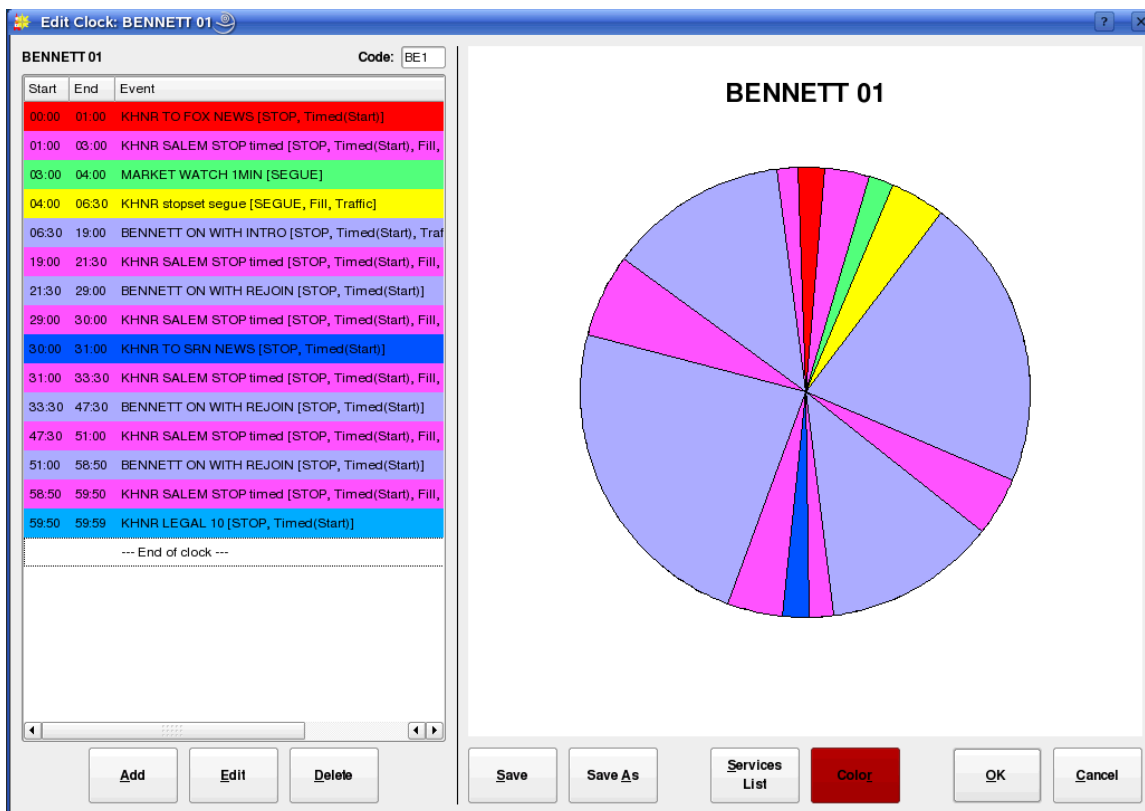 Edit Clock: BENNETT 01
?
BENNETT 01 Code: BE1
Start End Event
00:00 01:00 KHNR TO FOX NEWS [STOP, Timed(Start)]
01:00 03:00 KHNR SALEM STOP timed [STOP, Timed(Start), Fill,
03:00 04:00 MARKET WATCH 1MIN [SEGUE]
04:00 06:30 KHNR stopset segue [SEGUE, Fill, Traffic]
06:30 19:00 BENNETT ON WITH INTRO [STOP, Timed(Start), Traf
19:00 21:30 KHNR SALEM STOP timed [STOP, Timed(Start), Fill,
21:30 29:00 BENNETT ON WITH REJOIN [STOP, Timed(Start)]
29:00 30:00 KHNR SALEM STOP timed [STOP, Timed(Start), Fill,
30:00 31:00 KHNR TO SRN NEWS [STOP, Timed(Start)]
31:00 33:30 KHNR SALEM STOP timed [STOP, Timed(Start), Fill,
33:30 47:30 BENNETT ON WITH REJOIN [STOP, Timed(Start)]
47:30 51:00 KHNR SALEM STOP timed [STOP, Timed(Start), Fill,
51:00 58:50 BENNETT ON WITH REJOIN [STOP, Timed(Start)]
58:50 59:50 KHNR SALEM STOP timed [STOP, Timed(Start), Fill,
59:50 59:59 KHNR LEGAL 10 [STOP, Timed(Start)]
--- End of clock ---
Add Edit Delete
BENNETT 01
Save Save As Services
List Color OK Cancel